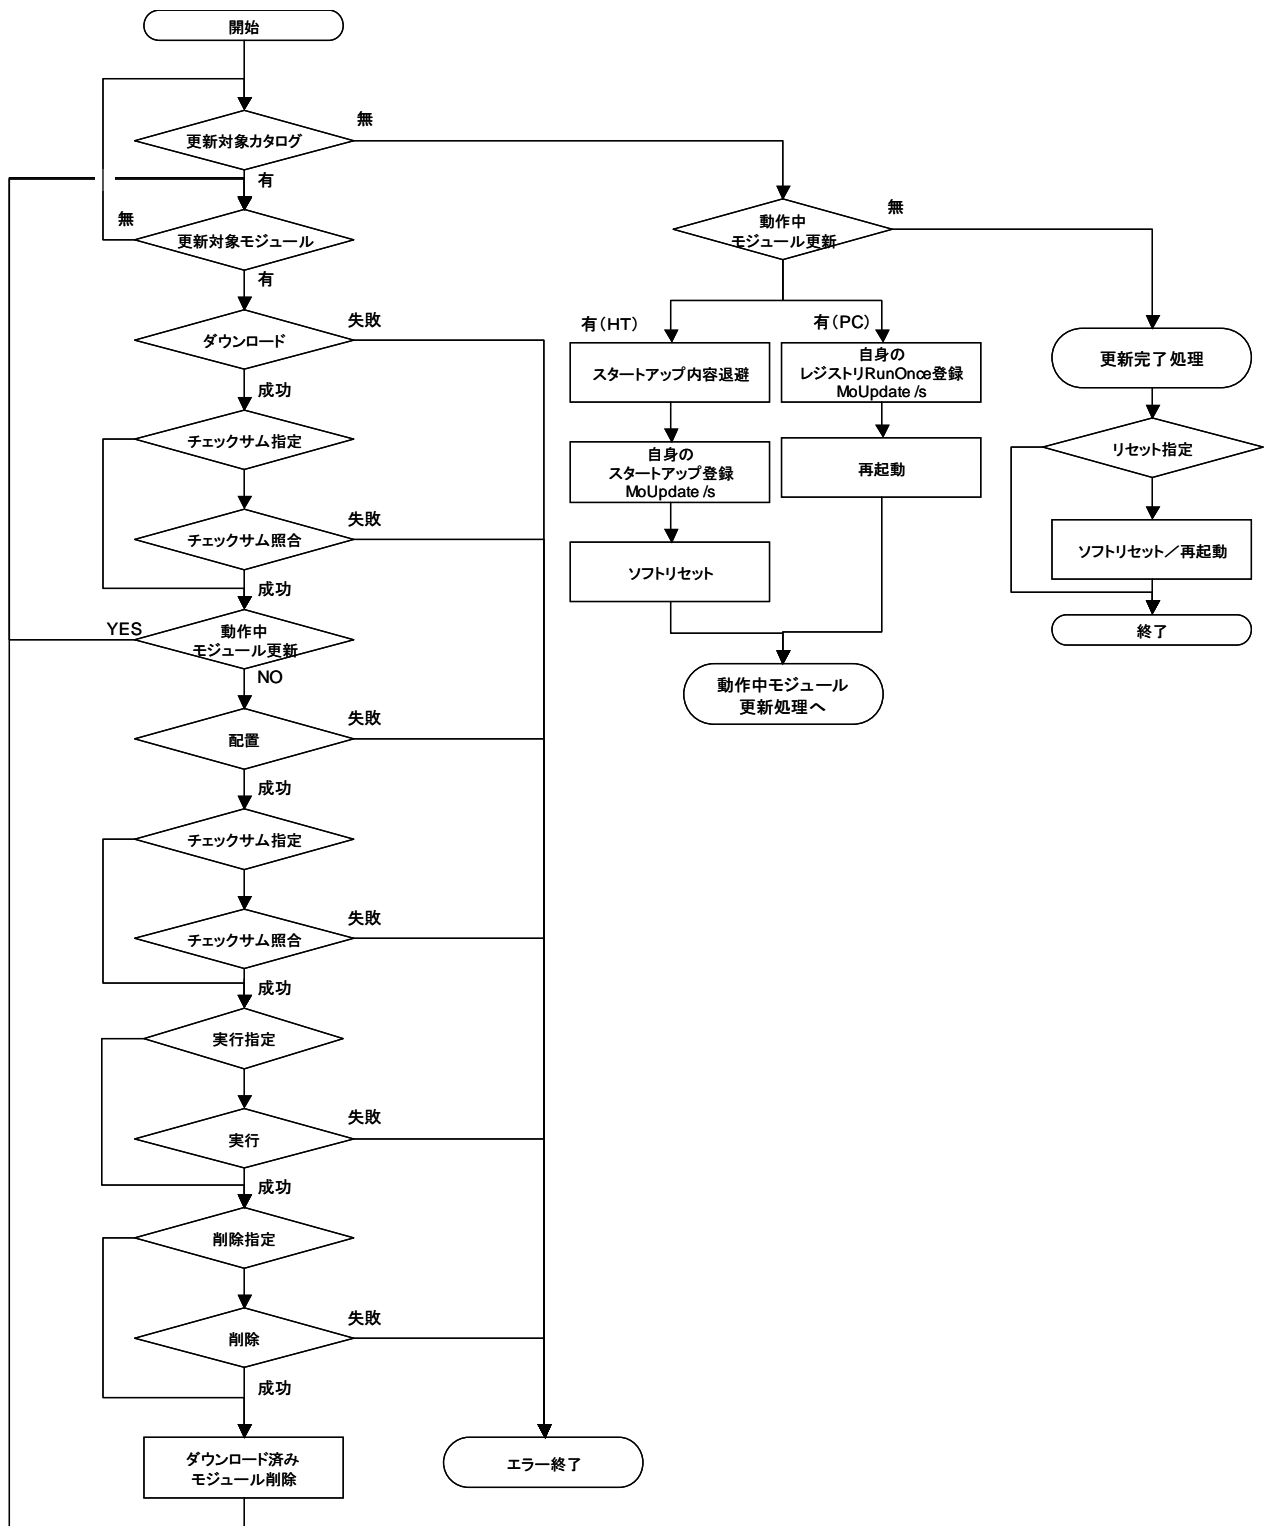 開始
更新対象カタログ
無
有
無
更新対象モジュール
有
ダウンロード
失敗
成功
チェックサム指定
チェックサム照合
失敗
成功
YES
動作中
モジュール更新
NO
配置
失敗
成功
チェックサム指定
チェックサム照合
失敗
成功
実行指定
実行
失敗
成功
削除指定
削除
失敗
成功
ダウンロード済み
モジュール削除
エラー終了
動作中
モジュール更新
無
有（HT）
有（PC）
スタートアップ内容退避
自身の
スタートアップ登録
MoUpdate /s
ソフトリセット
自身の
レジストリRunOnce登録
MoUpdate /s
再起動
動作中モジュール
更新処理へ
更新完了処理
リセット指定
ソフトリセット／再起動
終了